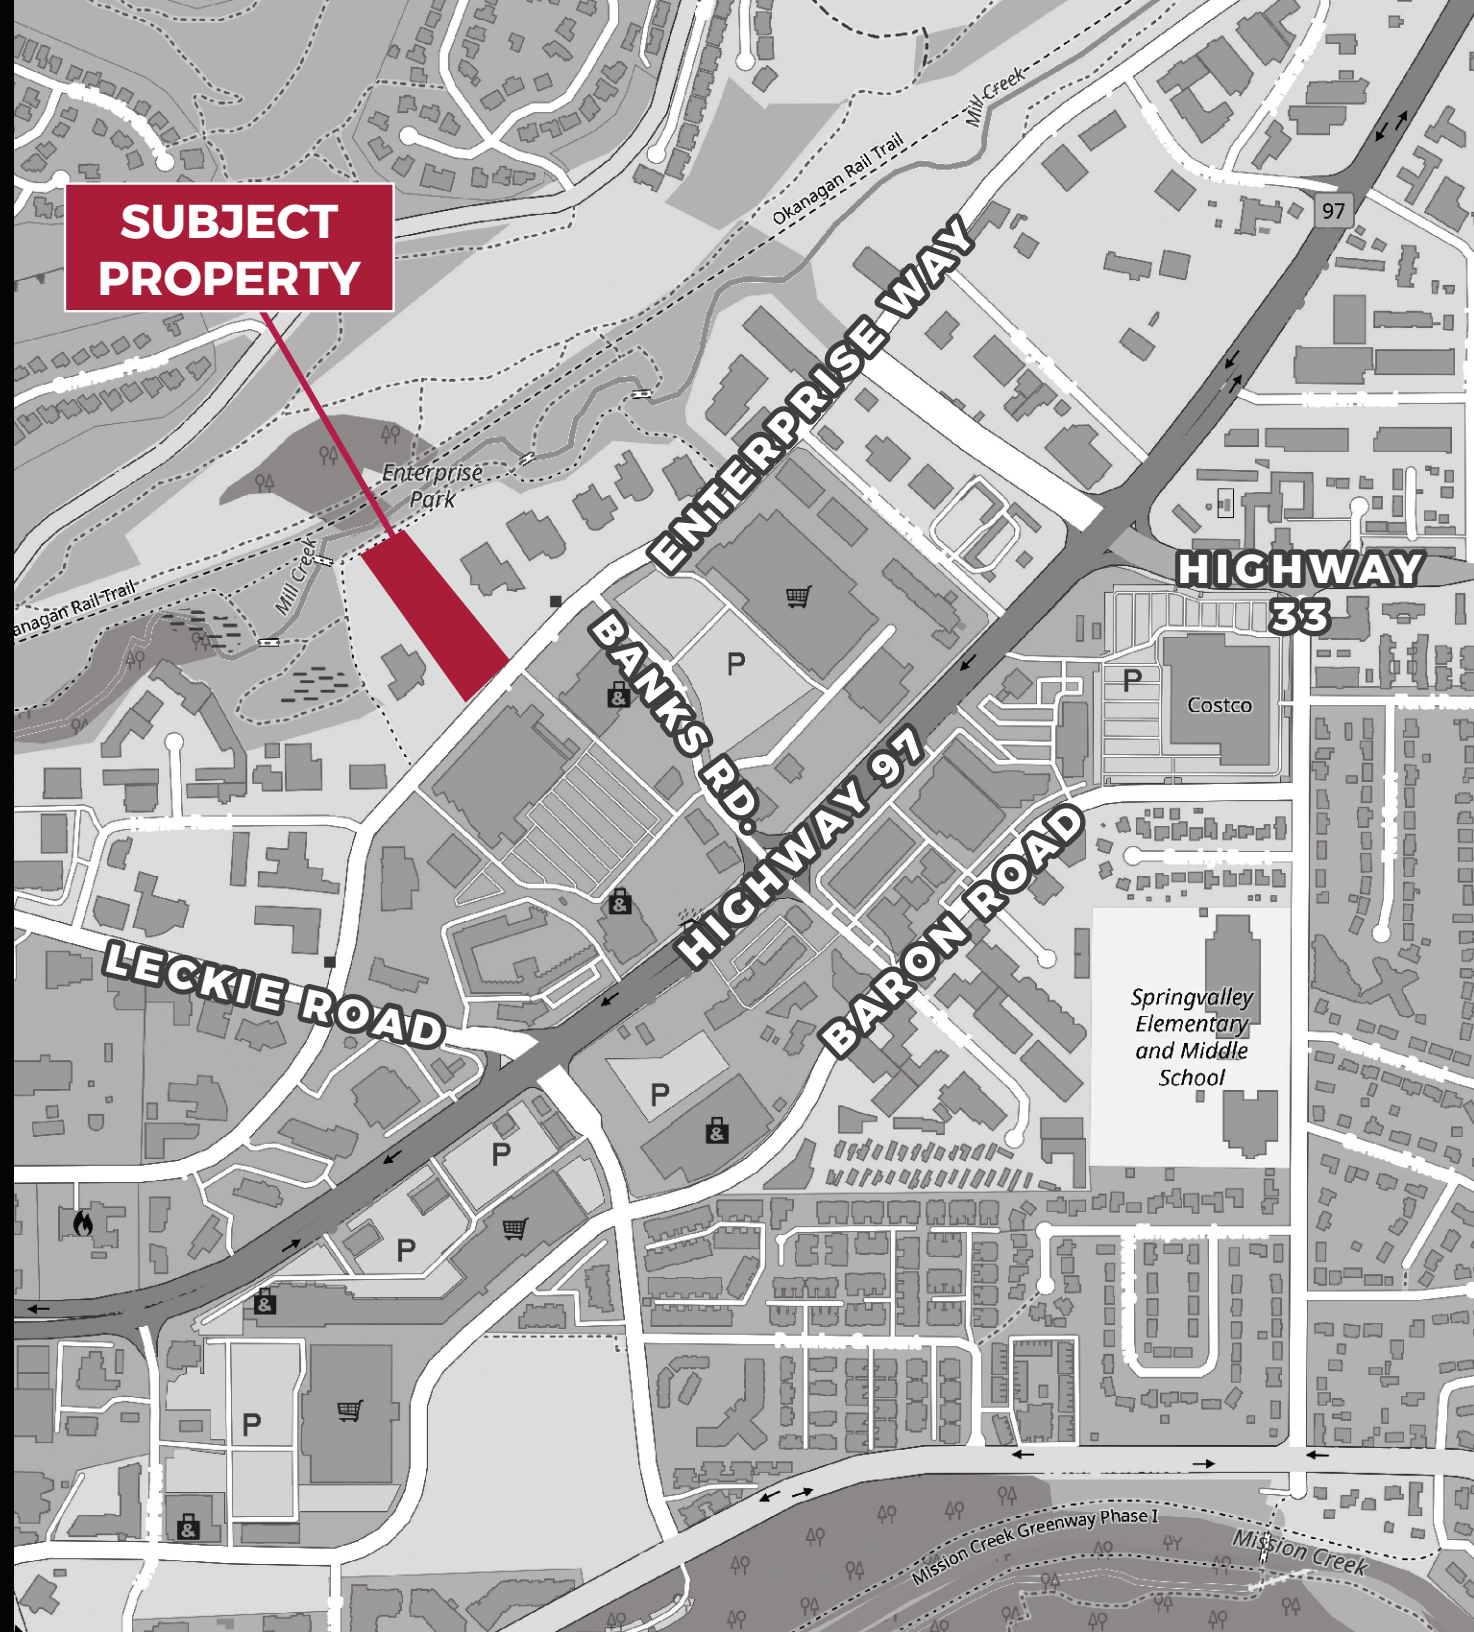 Mill Creek
Okanagan Rail Trail
97
SUBJECT
PROPERTY
ENTERPRISE WAY
Enterprise
Park
Mill Creek
anagan Rail Trail
HIGHWAY
33
BANKS RD.
P
P
Costco
&
HIGHWAY 97
BARON ROAD
&
LECKIE ROAD
Springvalley
Elementary
and Middle
School
P
&
P
P
&
P
&
Mission Creek Greenway Phase I
Mission Creek